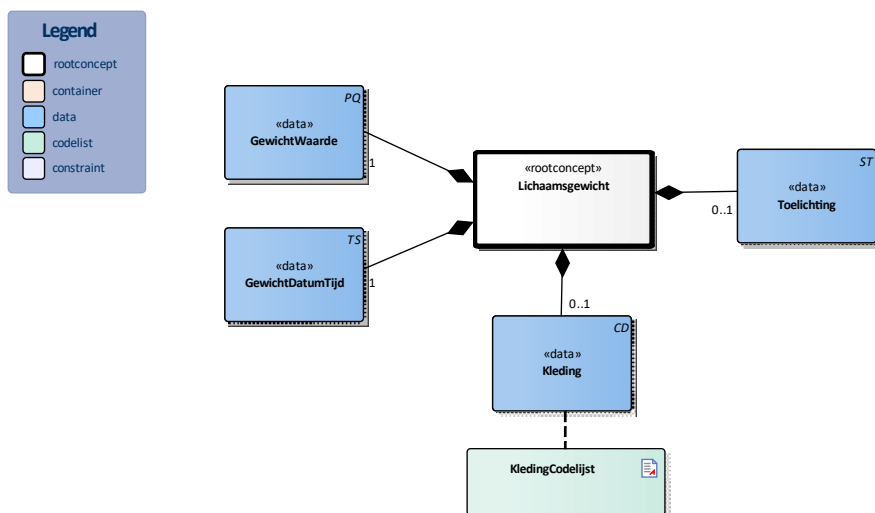 Legend
rootconcept
container
data
codelist
constraint
PQ
«data»
GewichtWaarde
1
TS
«data»
GewichtDatumTijd
1
«rootconcept»
Lichaamsgewicht
ST
«data»
Toelichting
0..1
0..1
CD
«data»
Kleding
KledingCodelijst